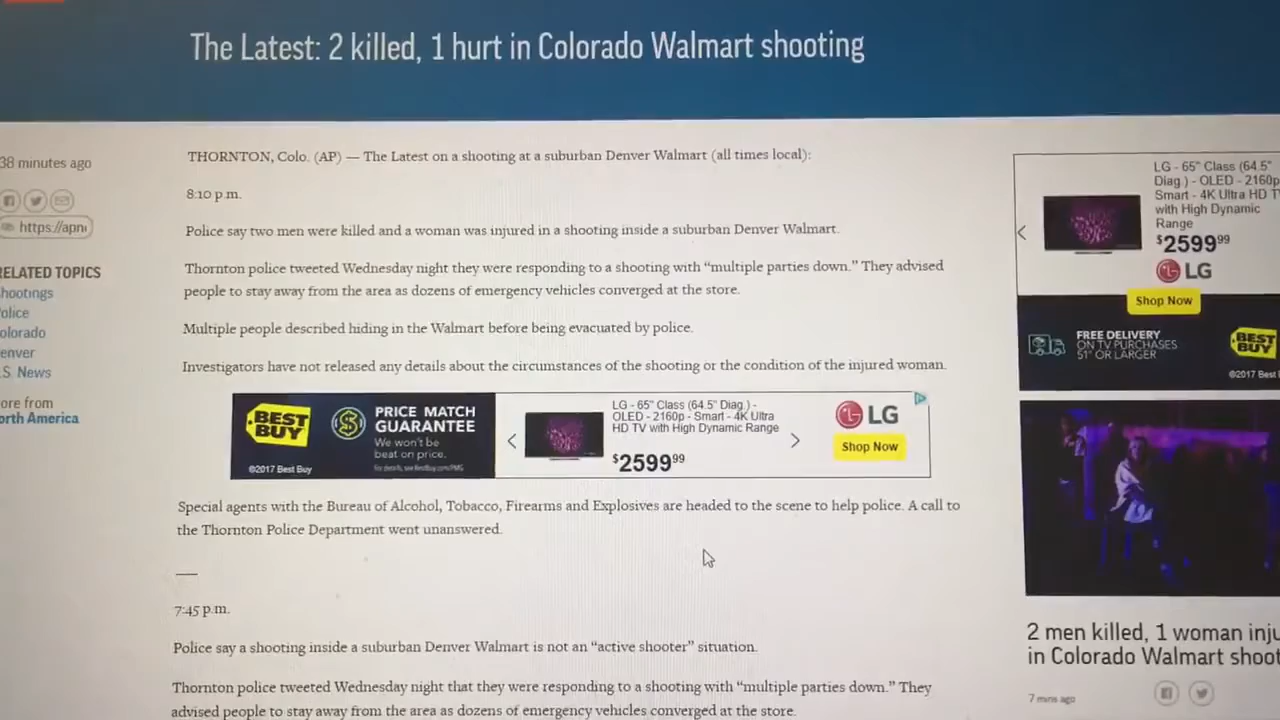 The Latest: 2 killed, 1 hurt in Colorado Walmart shooting
38 minutes ago
https://apn
RELATED TOPICS
hootings
olice
olorado
enver
.S. News
ore from
orth America
THORNTON, Colo. (AP) — The Latest on a shooting at a suburban Denver Walmart (all times local):
8:10 p.m.
Police say two men were killed and a woman was injured in a shooting inside a suburban Denver Walmart.
Thornton police tweeted Wednesday night they were responding to a shooting with “multiple parties down.” They advised
people to stay away from the area as dozens of emergency vehicles converged at the store.
Multiple people described hiding in the Walmart before being evacuated by police.
Investigators have not released any details about the circumstances of the shooting or the condition of the injured woman.
BEST
BUY
©2017 Best Buy
PRICE MATCH
GUARANTEE
We won't be
beat on price.
For details, see BestBuy.com/PMG
LG - 65" Class (64.5" Diag.) -
OLED - 2160p - Smart - 4K Ultra
HD TV with High Dynamic Range
$259999
LG
Shop Now
Special agents with the Bureau of Alcohol, Tobacco, Firearms and Explosives are headed to the scene to help police. A call to
the Thornton Police Department went unanswered.
7:45 p.m.
Police say a shooting inside a suburban Denver Walmart is not an “active shooter” situation.
Thornton police tweeted Wednesday night that they were responding to a shooting with “multiple parties down.” They
advised people to stay away from the area as dozens of emergency vehicles converged at the store.
LG - 65" Class (64.5"
Diag.) - OLED - 2160p
Smart - 4K Ultra HD T
with High Dynamic
Range
$259999
LG
Shop Now
FREE DELIVERY
ON TV PURCHASES
51" OR LARGER
BEST
BUY
©2017 Best
2 men killed, 1 woman inju
in Colorado Walmart shoot
7 mins ago